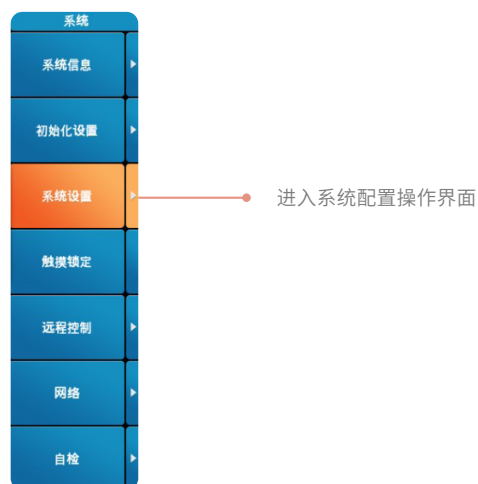 系统
系统信息
初始化设置
系统设置
进入系统配置操作界面
触摸锁定
远程控制
网络
自检